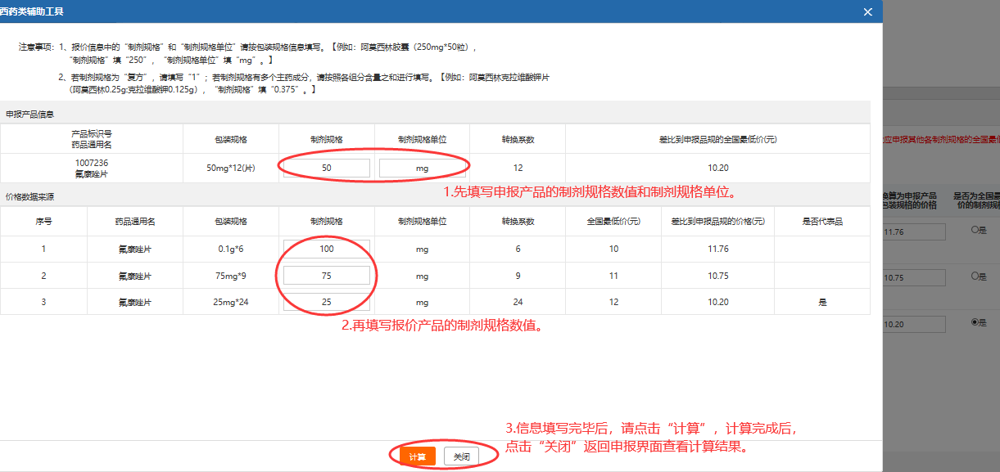 西药类辅助工具
注意事项：1、报价信息中的“制剂规格”和“制剂规格单位”请按包装规格信息填写。【例如：阿莫西林胶囊（250mg*50粒），
“制剂规格”填“250”，“制剂规格单位”填“mg”。】
2、若制剂规格为“复方”，请填写“1”；若制剂规格有多个主药成分，请按照各组分含量之和进行填写。【例如：阿莫西林克拉维酸钾片
（阿莫西林0.25g:克拉维酸钾0.125g），“制剂规格”填“0.375”。】
申报产品信息
产品标识号
药品通用名 包装规格 制剂规格 制剂规格单位 转换系数 差比到申报品规的全国最低价(元)
1007236
氟康唑片 50mg*12(片) 50 mg 12 10.20
1.先填写申报产品的制剂规格数值和制剂规格单位。
价格数据来源
序号 药品通用名 包装规格 制剂规格 制剂规格单位 转换系数 全国最低价(元) 差比到申报品规的价格(元) 是否代表品
1 氟康唑片 0.1g*6 100 mg 6 10 11.76
2 氟康唑片 75mg*9 75 mg 9 11 10.75
3 氟康唑片 25mg*24 25 mg 24 12 10.20 是
2.再填写报价产品的制剂规格数值。
3.信息填写完毕后，请点击“计算”，计算完成后，
点击“关闭”返回申报界面查看计算结果。
计算 关闭
应申报其他各制剂规格的全国最低
换算为申报产品 是否为全国最
包装规格的价格 价的制剂规
11.76 是
10.75 是
10.20 是